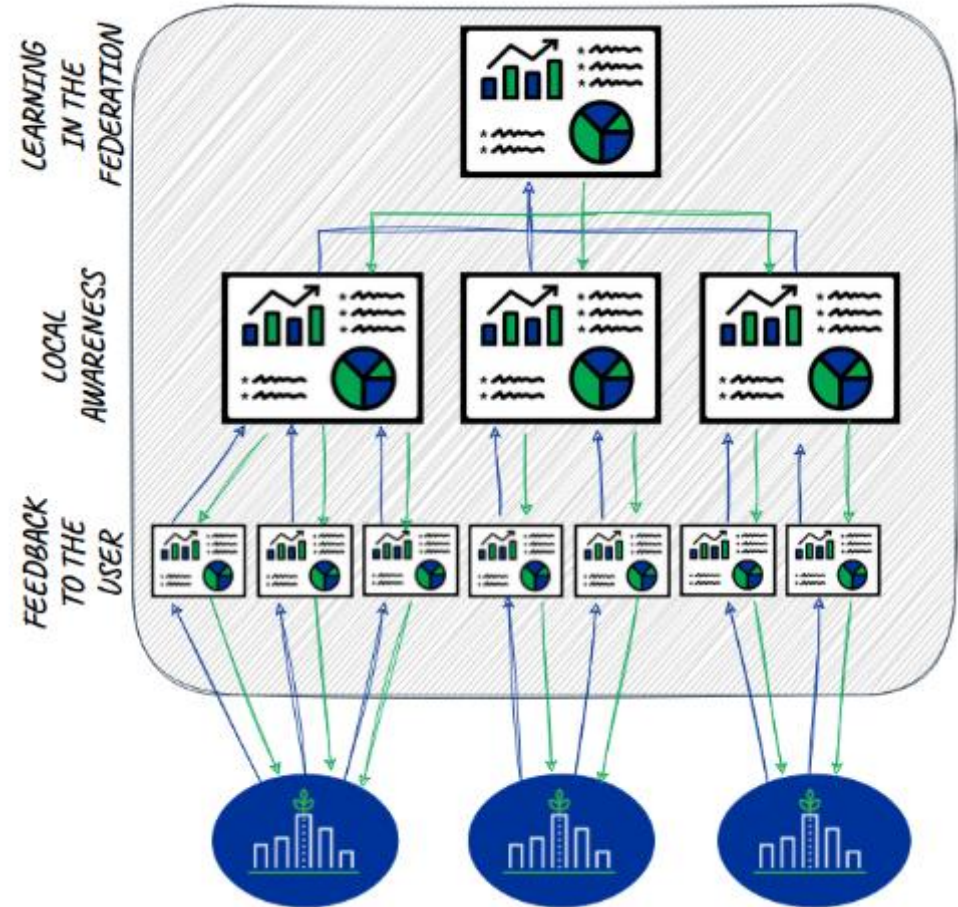 LEARNING
IN THE
FEDERATION
LOCAL
AWARENESS
FEEDBACK
TO THE
USER